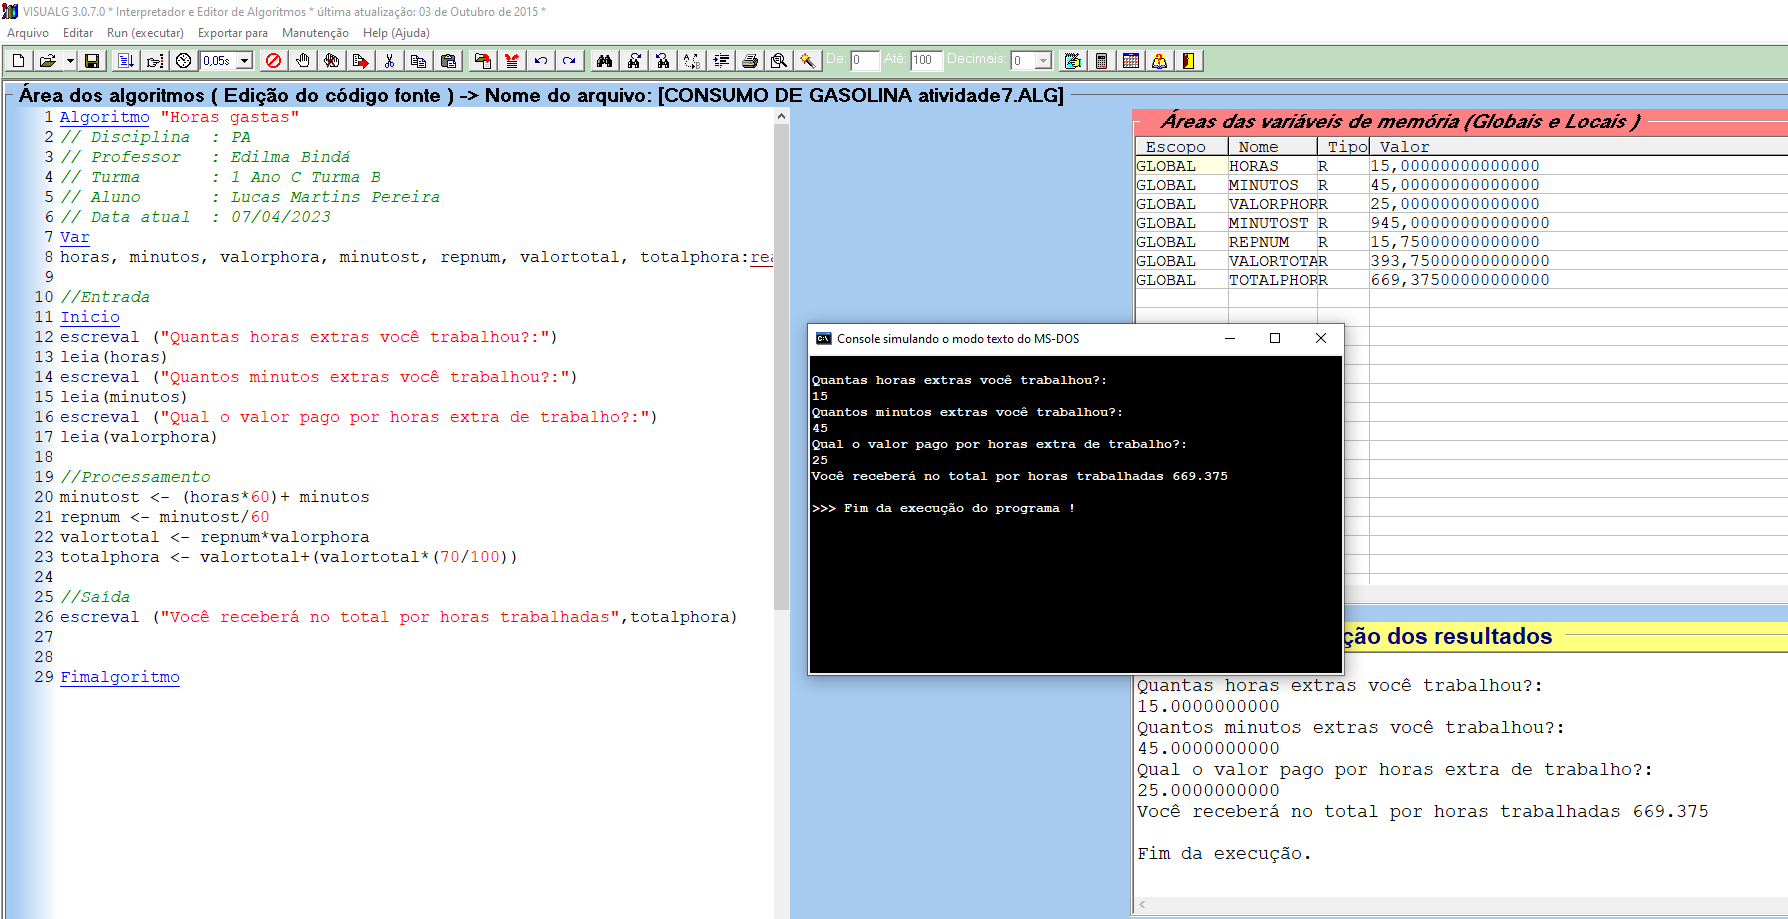 VISUALG 3.0.7.0 * Interpretador e Editor de Algoritmos * última atualização: 03 de Outubro de 2015 *
Arquivo Editar Run (executar) Exportar para Manutenção Help (Ajuda)
0,05s De: 0 Até: 100 Decimais: 0
Área dos algoritmos ( Edição do código fonte ) -> Nome do arquivo: [CONSUMO DE GASOLINA atividade7.ALG]
1 Algoritmo "Horas gastas"
2 // Disciplina : PA
3 // Professor : Edilma Bindá
4 // Turma : 1 Ano C Turma B
5 // Aluno : Lucas Martins Pereira
6 // Data atual : 07/04/2023
7 Var
8 horas, minutos, valorphora, minutost, repnum, valortotal, totalphora:rea
9
10 //Entrada
11 Inicio
12 escreval ("Quantas horas extras você trabalhou?:")
13 leia(horas)
14 escreval ("Quantos minutos extras você trabalhou?:")
15 leia(minutos)
16 escreval ("Qual o valor pago por horas extra de trabalho?:")
17 leia(valorphora)
18
19 //Processamento
20 minutost <- (horas*60)+ minutos
21 repnum <- minutost/60
22 valortotal <- repnum*valorphora
23 totalphora <- valortotal+(valortotal*(70/100))
24
25 //Saída
26 escreval ("Você receberá no total por horas trabalhadas",totalphora)
27
28
29 Fimalgoritmo
Áreas das variáveis de memória (Globais e Locais )
Escopo Nome Tipo Valor
GLOBAL HORAS R 15,00000000000000
GLOBAL MINUTOS R 45,00000000000000
GLOBAL VALORPHOR R 25,00000000000000
GLOBAL MINUTOST R 945,00000000000000
GLOBAL REPNUM R 15,75000000000000
GLOBAL VALORTOTA R 393,75000000000000
GLOBAL TOTALPHOR R 669,37500000000000
Console simulando o modo texto do MS-DOS
Quantas horas extras você trabalhou?:
15
Quantos minutos extras você trabalhou?:
45
Qual o valor pago por horas extra de trabalho?:
25
Você receberá no total por horas trabalhadas 669.375
>>> Fim da execução do programa !
ção dos resultados
Quantas horas extras você trabalhou?:
15.0000000000
Quantos minutos extras você trabalhou?:
45.0000000000
Qual o valor pago por horas extra de trabalho?:
25.0000000000
Você receberá no total por horas trabalhadas 669.375
Fim da execução.